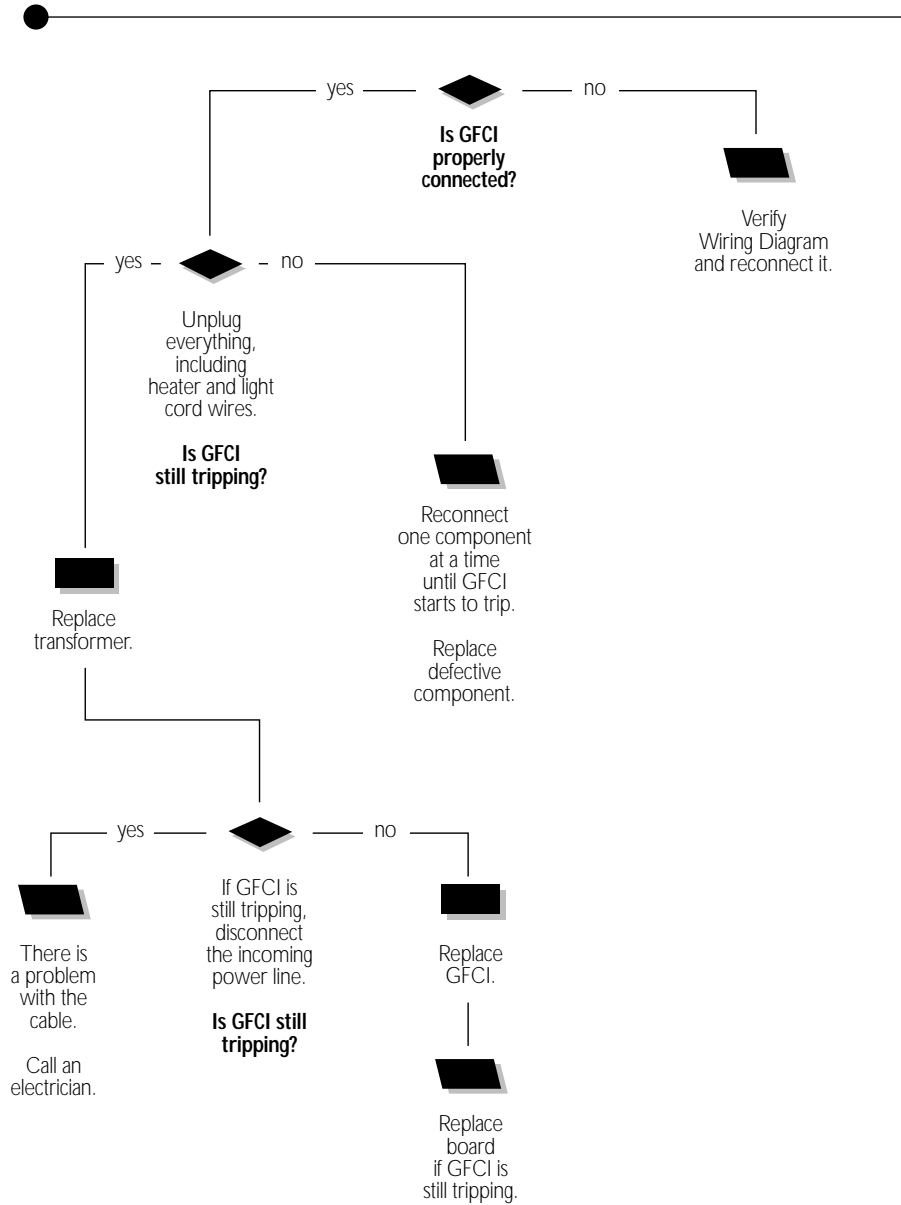 yes
no
Is GFCI
properly
connected?
Verify
Wiring Diagram
and reconnect it.
yes
no
Unplug
everything,
including
heater and light
cord wires.
Is GFCI
still tripping?
Reconnect
one component
at a time
until GFCI
starts to trip.
Replace
defective
component.
Replace
transformer.
yes
no
If GFCI is
still tripping,
disconnect
the incoming
power line.
Is GFCI still
tripping?
There is
a problem
with the
cable.
Call an
electrician.
Replace
GFCI.
Replace
board
if GFCI is
still tripping.